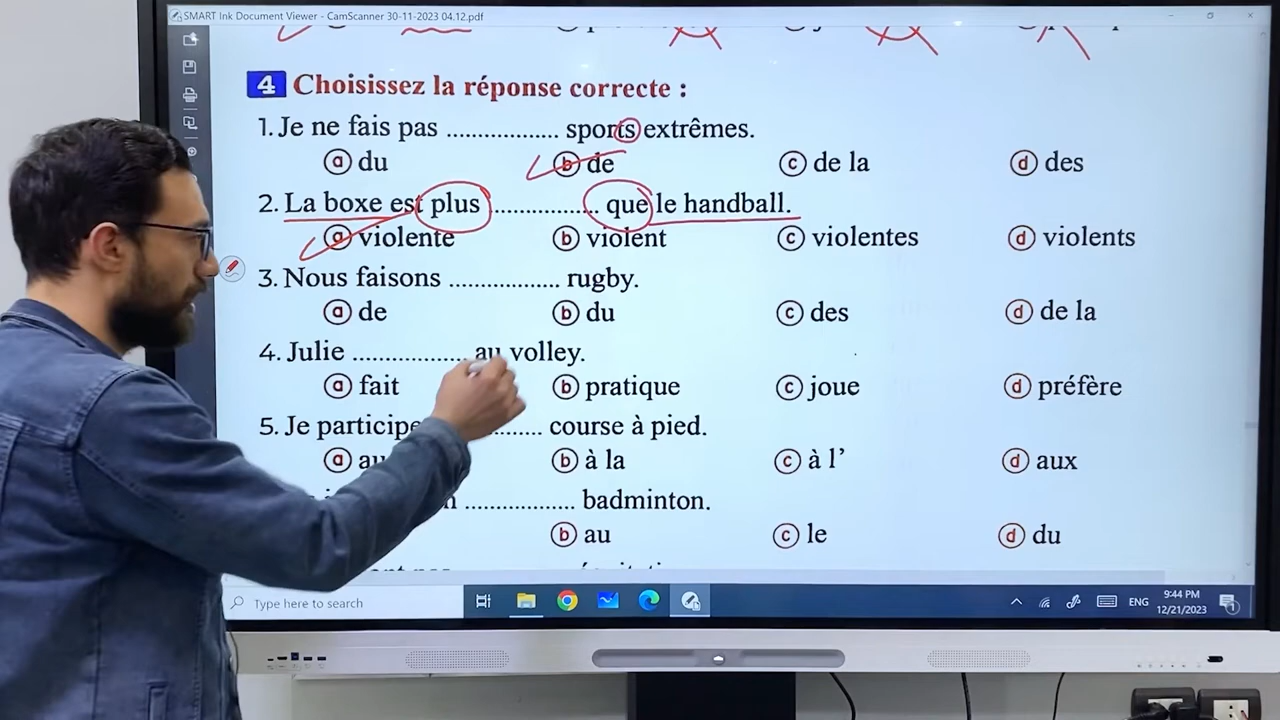 SMART Ink Document Viewer - CamScanner 30-11-2023 04.12.pdf
4 Choisissez la réponse correcte :
1. Je ne fais pas .................. sports extrêmes.
a du b de c de la d des
2. La boxe est plus .................. que le handball.
a violente b violent c violentes d violents
3. Nous faisons .................. rugby.
a de b du c des d de la
4. Julie .................. au volley.
a fait b pratique c joue d préfère
5. Je participe ......... course à pied.
a au b à la c à l' d aux
.................. badminton.
b au c le d du
Type here to search
ENG
9:44 PM
12/21/2023
1